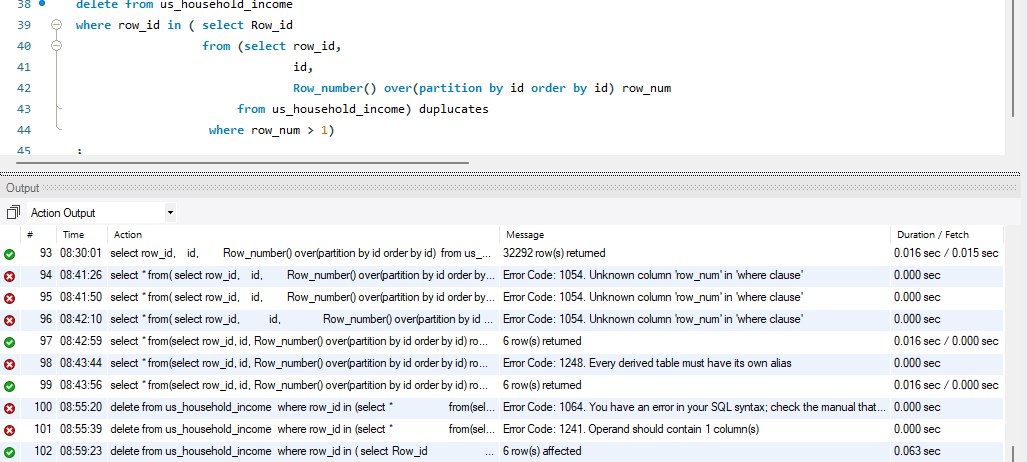 38 delete from us_household_income
39 where row_id in ( select Row_id
40 from (select row_id,
41 id,
42 Row_number() over(partition by id order by id) row_num
43 from us_household_income) duplucates
44 where row_num > 1)
45 ;
Output
Action Output
# Time Action Message Duration / Fetch
93 08:30:01 select row_id, id, Row_number() over(partition by id order by id) from us_... 32292 row(s) returned 0.016 sec / 0.015 sec
94 08:41:26 select * from( select row_id, id, Row_number() over(partition by id order by... Error Code: 1054. Unknown column 'row_num' in 'where clause' 0.000 sec
95 08:41:50 select * from( select row_id, id, Row_number() over(partition by id order by... Error Code: 1054. Unknown column 'row_num' in 'where clause' 0.000 sec
96 08:42:10 select * from( select row_id, id, Row_number() over(partition by id ... Error Code: 1054. Unknown column 'row_num' in 'where clause' 0.000 sec
97 08:42:59 select * from(select row_id, id, Row_number() over(partition by id order by id) ro... 6 row(s) returned 0.016 sec / 0.000 sec
98 08:43:44 select * from(select row_id, id, Row_number() over(partition by id order by id) ro... Error Code: 1248. Every derived table must have its own alias 0.000 sec
99 08:43:56 select * from(select row_id, id, Row_number() over(partition by id order by id) ro... 6 row(s) returned 0.016 sec / 0.000 sec
100 08:55:20 delete from us_household_income where row_id in (select * from(sel... Error Code: 1064. You have an error in your SQL syntax; check the manual that... 0.000 sec
101 08:55:39 delete from us_household_income where row_id in (select * from(sel... Error Code: 1241. Operand should contain 1 column(s) 0.000 sec
102 08:59:23 delete from us_household_income where row_id in ( select Row_id ... 6 row(s) affected 0.063 sec